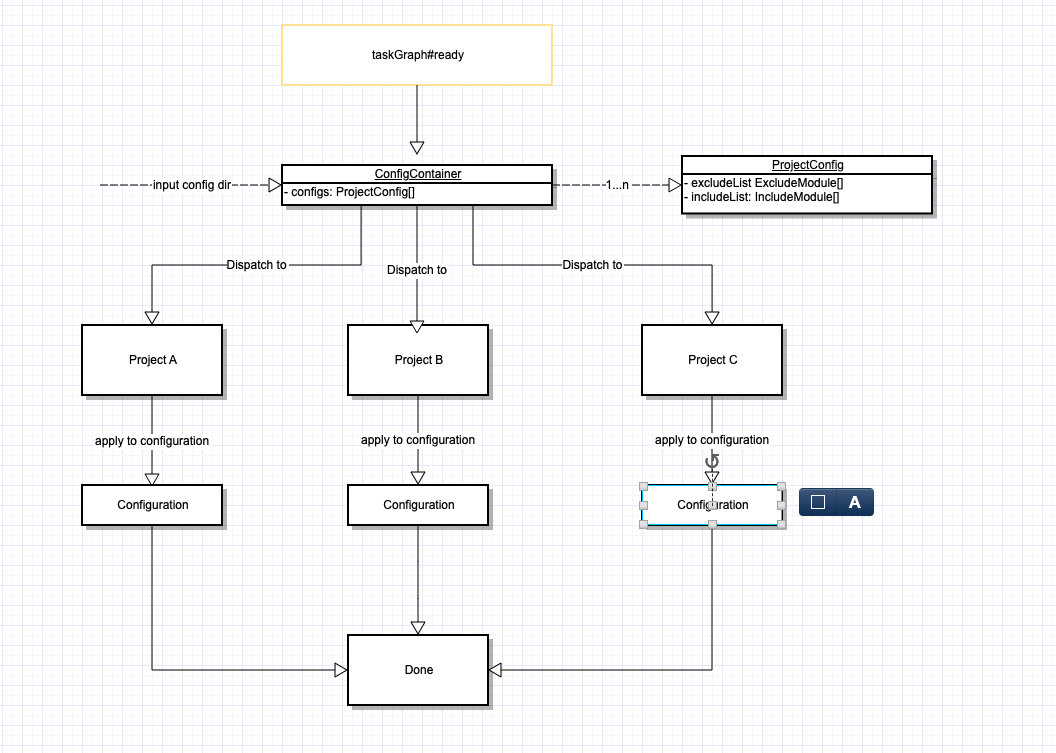 taskGraph#ready
ConfigContainer
- configs: ProjectConfig[]
input config dir
1...n
ProjectConfig
- excludeList ExcludeModule[]
- includeList: IncludeModule[]
Dispatch to
Dispatch to
Dispatch to
Project A
Project B
Project C
apply to configuration
apply to configuration
apply to configuration
Configuration
Configuration
Configuration
A
Done